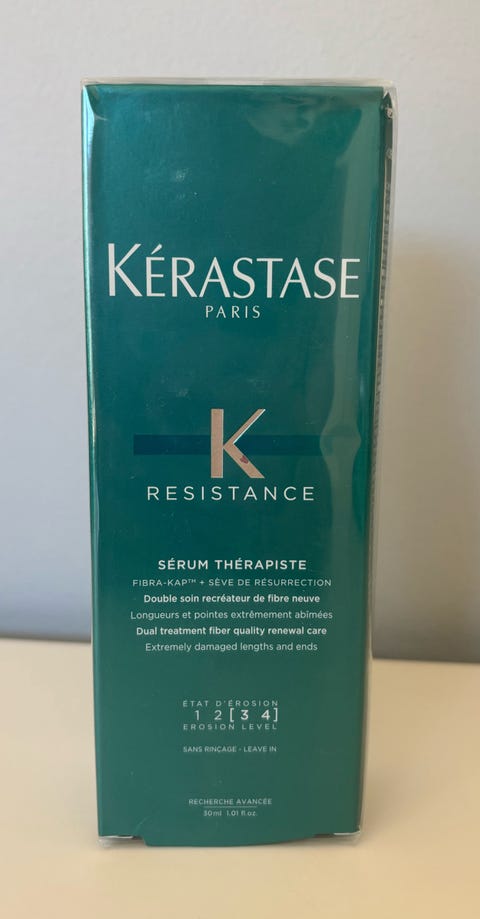 KÉRASTASE
PARIS
K
RESISTANCE
SÉRUM THÉRAPISTE
FIBRA-KAP™ + SÈVE DE RÉSURRECTION
Double soin recréateur de fibre neuve
Longueurs et pointes extrêmement abîmées
Dual treatment fiber quality renewal care
Extremely damaged lengths and ends
ÉTAT D'ÉROSION
1 2 [3 4]
EROSION LEVEL
SANS RINÇAGE - LEAVE IN
RECHERCHE AVANCÉE
30ml 1.01 fl.oz.